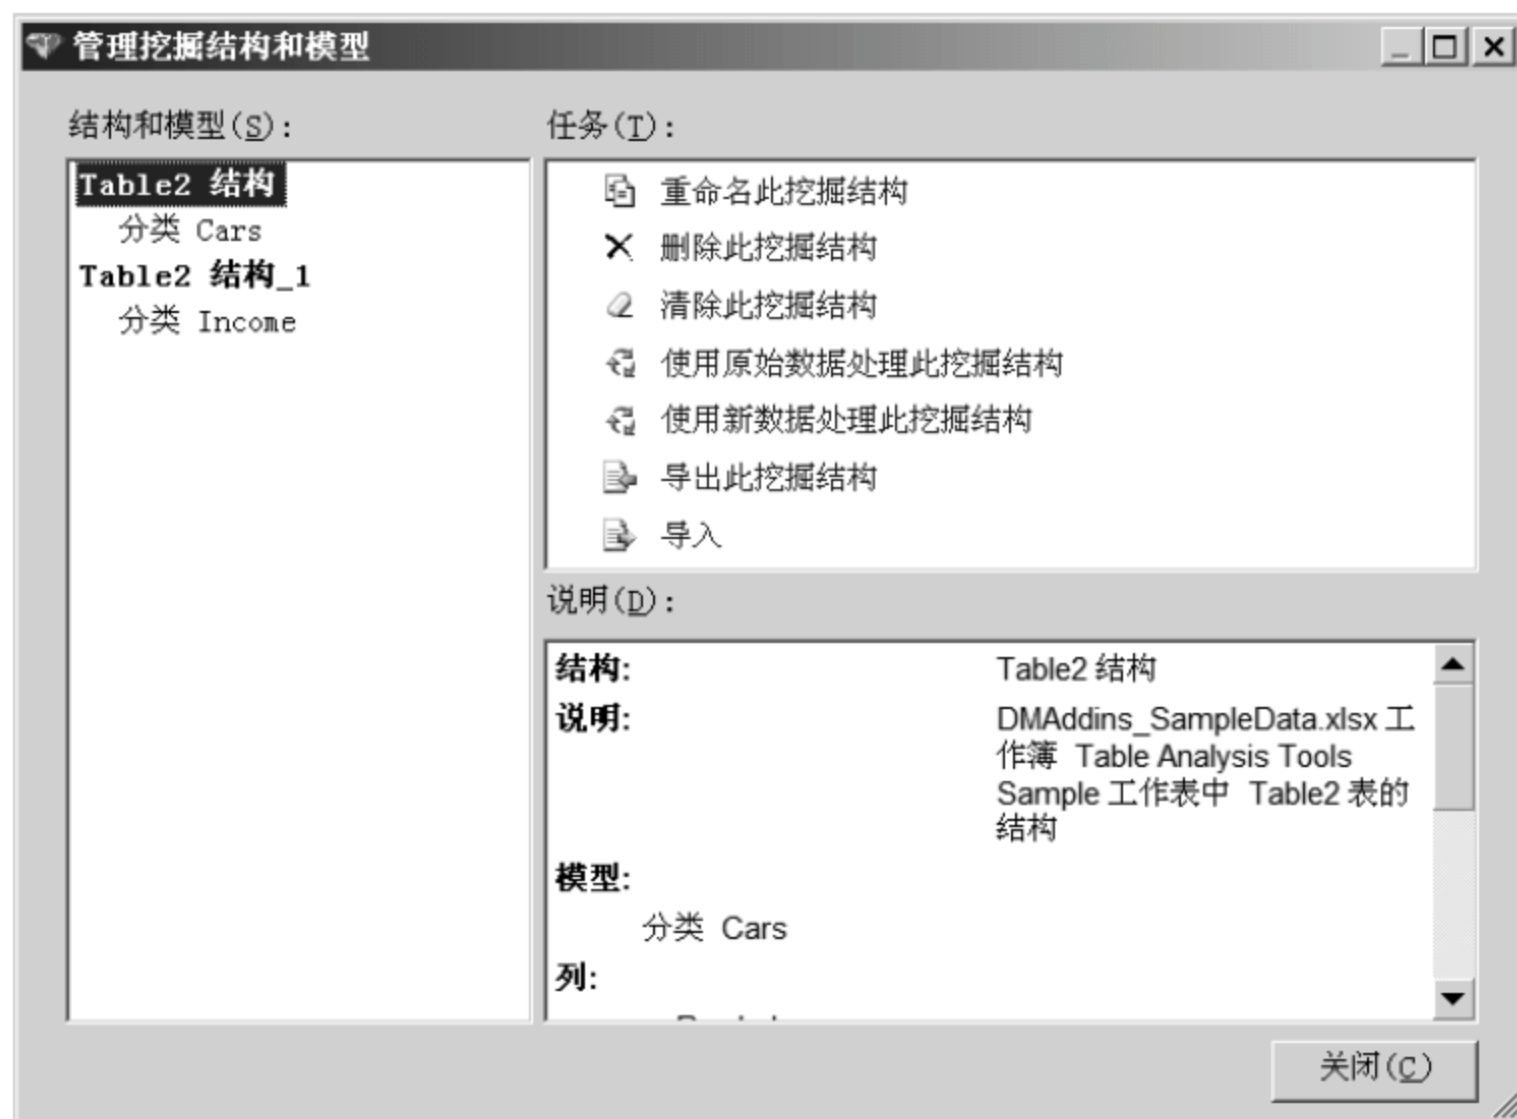 管理挖掘结构和模型
结构和模型(S):
Table2 结构
分类 Cars
Table2 结构_1
分类 Income
任务(T):
重命名此挖掘结构
删除此挖掘结构
清除此挖掘结构
使用原始数据处理此挖掘结构
使用新数据处理此挖掘结构
导出此挖掘结构
导入
说明(D):
结构: Table2 结构
说明: DMAddins_SampleData.xlsx 工
作簿 Table Analysis Tools
Sample 工作表中 Table2 表的
结构
模型:
分类 Cars
列:
关闭(C)